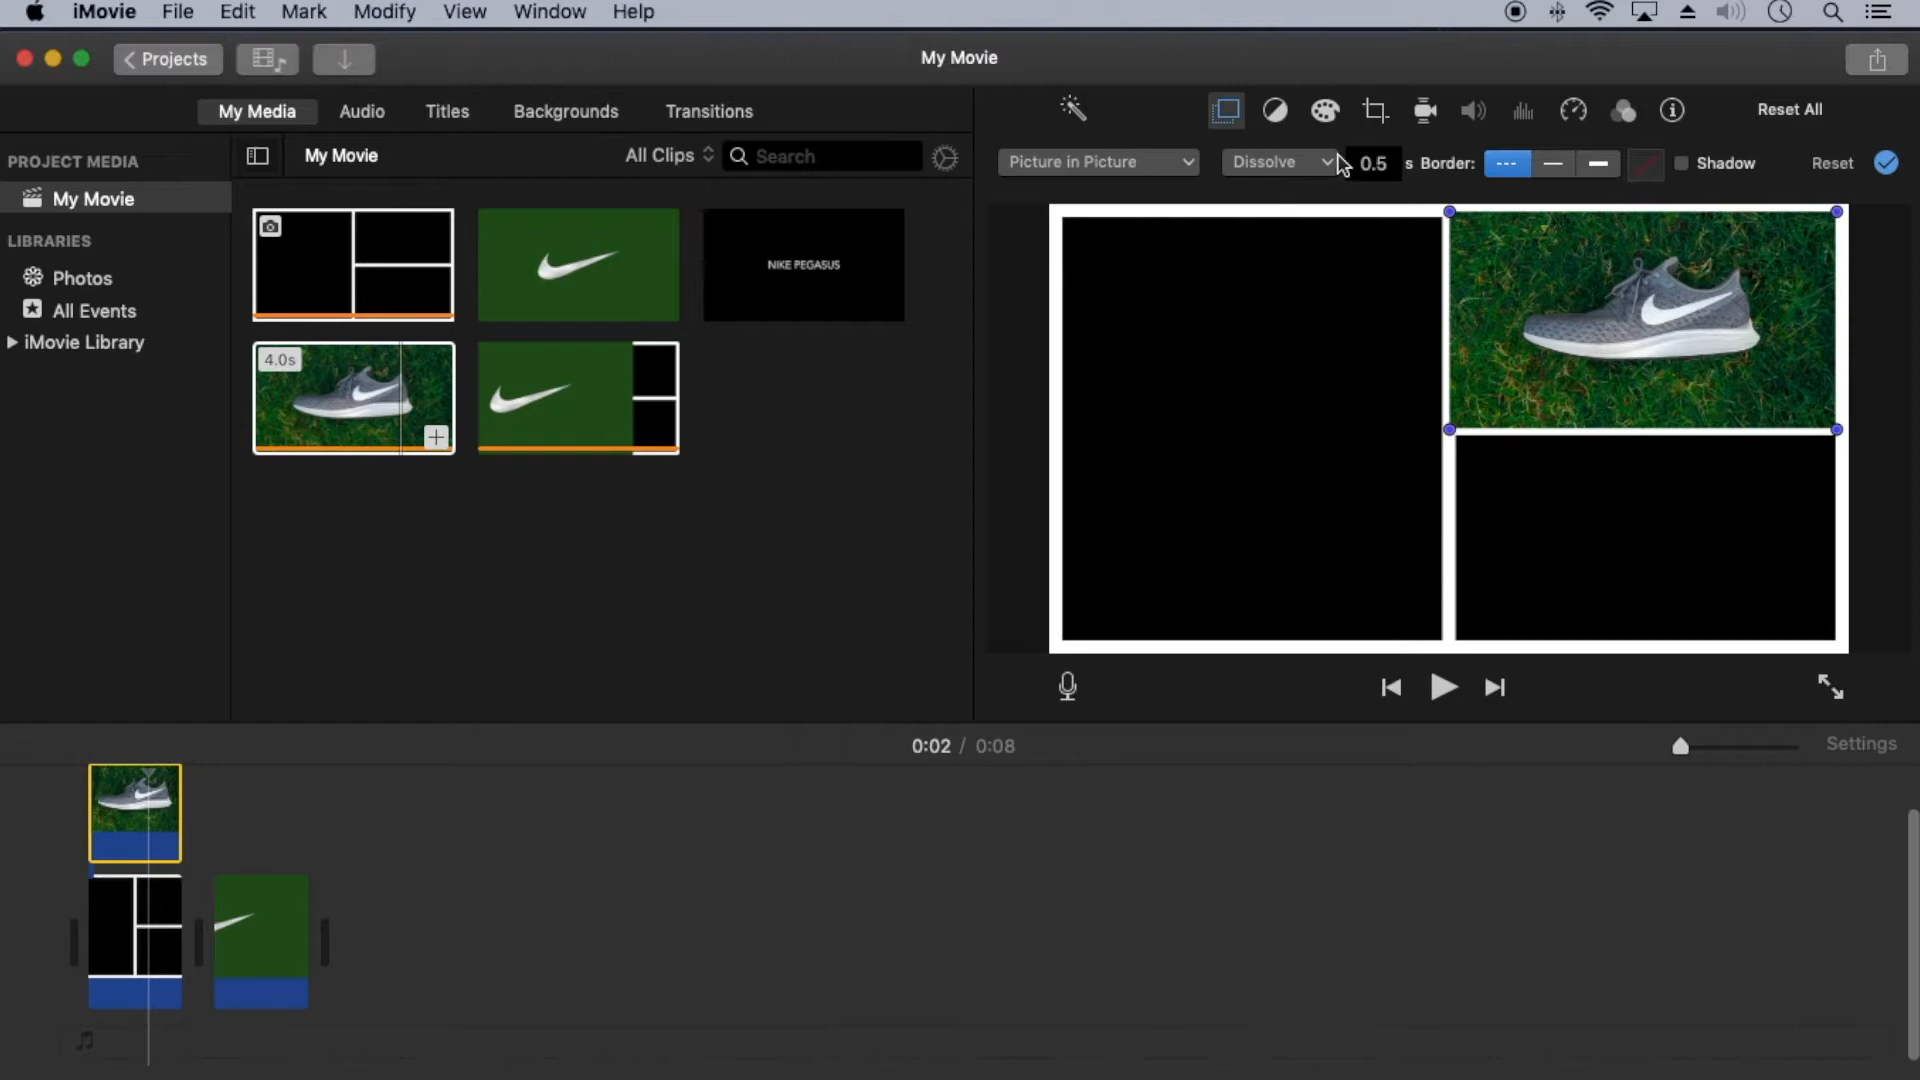 iMovie File Edit Mark Modify View Window Help
Projects My Movie
My Media Audio Titles Backgrounds Transitions Reset All
PROJECT MEDIA My Movie All Clips Search Picture in Picture Dissolve 0.5 s Border: Shadow Reset
My Movie
LIBRARIES
Photos
All Events
iMovie Library
NIKE PEGASUS
4.0s
0:02 / 0:08 Settings